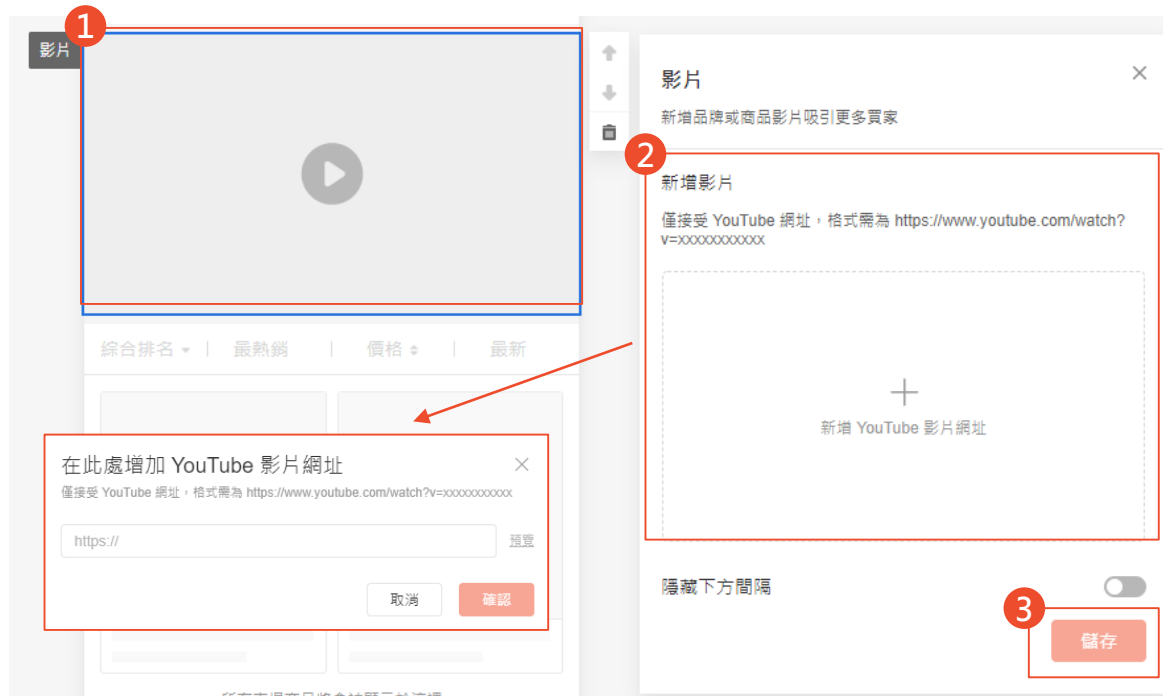 1
影片
影片
新增品牌或商品影片吸引更多買家
2
新增影片
僅接受 YouTube 網址，格式需為 https://www.youtube.com/watch?
v=xxxxxxxxxxx
綜合排名
最熱銷
價格
最新
新增 YouTube 影片網址
在此處增加 YouTube 影片網址
僅接受 YouTube 網址，格式需為 https://www.youtube.com/watch?v=xxxxxxxxxxx
https://
預覽
取消
確認
隱藏下方間隔
3
儲存